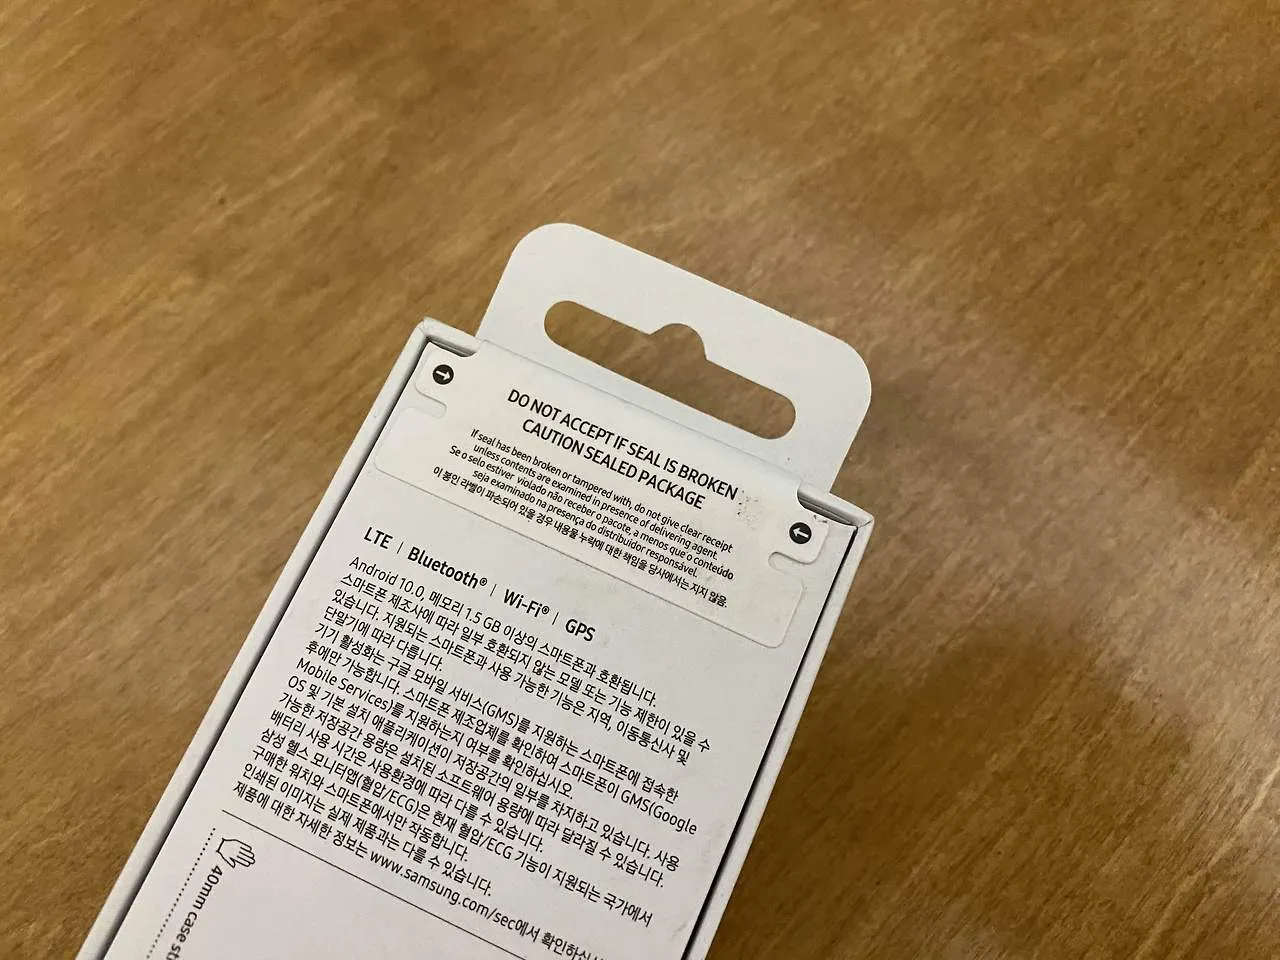 DO NOT ACCEPT IF SEAL IS BROKEN
CAUTION SEALED PACKAGE
If seal has been broken or tampered with, do not give clear receipt
unless contents are examined in presence of delivering agent.
Se o selo estiver violado não receber o pacote, a menos que o conteúdo
seja examinado na presença do distribuidor responsável.
이 봉인 라벨이 파손되어 있을 경우 내용물 누락에 대한 책임을 당사에서는 지지 않음.
LTE | Bluetooth® | Wi-Fi® | GPS
Android 10.0, 메모리 1.5 GB 이상의 스마트폰과 호환됩니다.
스마트폰 제조사에 따라 일부 호환되지 않는 모델 또는 기능 제한이 있을 수
있습니다. 지원되는 스마트폰과 사용 가능한 기능은 지역, 이동통신사 및
단말기에 따라 다릅니다.
기기 활성화는 구글 모바일 서비스(GMS)를 지원하는 스마트폰에 접속한
후에만 가능합니다. 스마트폰 제조업체를 확인하여 스마트폰이 GMS(Google
Mobile Services)를 지원하는지 여부를 확인하십시오.
OS 및 기본 설치 애플리케이션이 저장공간의 일부를 차지하고 있습니다. 사용
가능한 저장공간 용량은 설치된 소프트웨어 용량에 따라 달라질 수 있습니다.
배터리 사용 시간은 사용환경에 따라 다를 수 있습니다.
삼성 헬스 모니터앱(혈압/ECG)은 현재 혈압/ECG 기능이 지원되는 국가에서
구매한 워치와 스마트폰에서만 작동합니다.
인쇄된 이미지는 실제 제품과는 다를 수 있습니다.
제품에 대한 자세한 정보는 www.samsung.com/sec에서 확인하신
40mm case